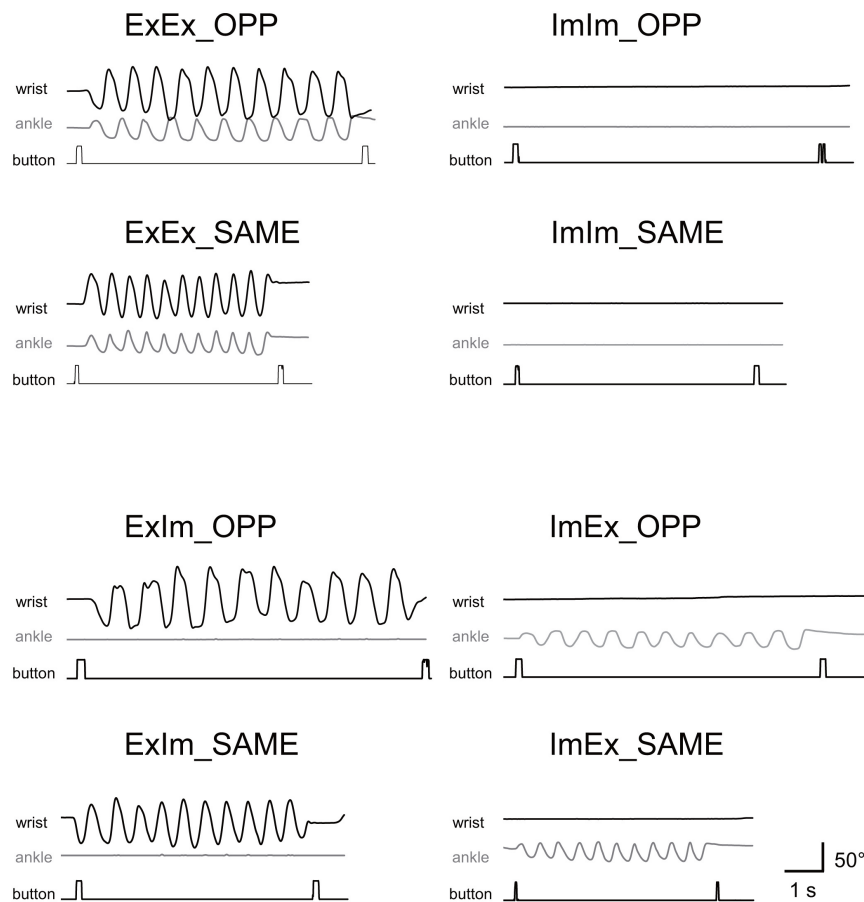 ExEx_OPP
wrist
ankle
button
ImIm_OPP
wrist
ankle
button
ExEx_SAME
wrist
ankle
button
ImIm_SAME
wrist
ankle
button
ExIm_OPP
wrist
ankle
button
ImEx_OPP
wrist
ankle
button
ExIm_SAME
wrist
ankle
button
ImEx_SAME
wrist
ankle
button
50°
1 s